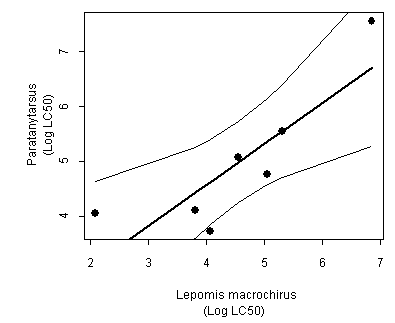 Paratanytarsus
(Log LC50)
7
6
5
4
2 3 4 5 6 7
Lepomis macrochirus
(Log LC50)